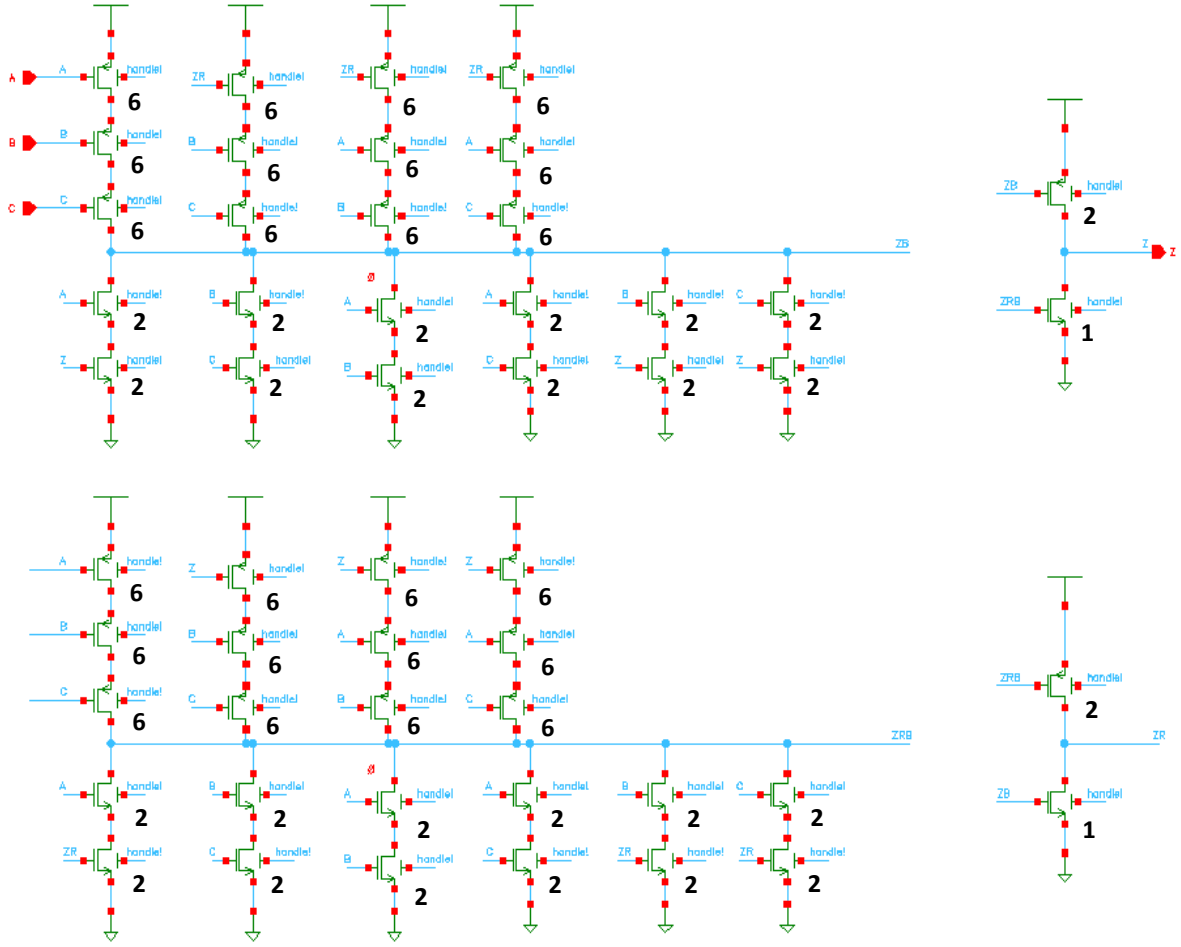 A A handle! ZR handle! ZR handle! ZR handle!
6 6 6 6
B B handle! B handle! A handle! A handle!
6 6 6 6
C C handle! C handle! B handle! C handle!
6 6 6 6
ZB handle!
2
ZB Z Z
A handle! B handle! Ø A handle! A handle! B handle! C handle! ZRB handle!
2 2 2 2 2 2 1
Z handle! C handle! B handle! C handle! Z handle! Z handle!
2 2 2 2 2 2
A handle! Z handle! Z handle! Z handle!
6 6 6 6
B handle! B handle! A handle! A handle!
6 6 6 6
C handle! C handle! B handle! C handle!
6 6 6 6
ZRB handle!
2
ZRB ZR
A handle! B handle! Ø A handle! A handle! B handle! C handle! ZB handle!
2 2 2 2 2 2 1
ZR handle! C handle! B handle! C handle! ZR handle! ZR handle!
2 2 2 2 2 2